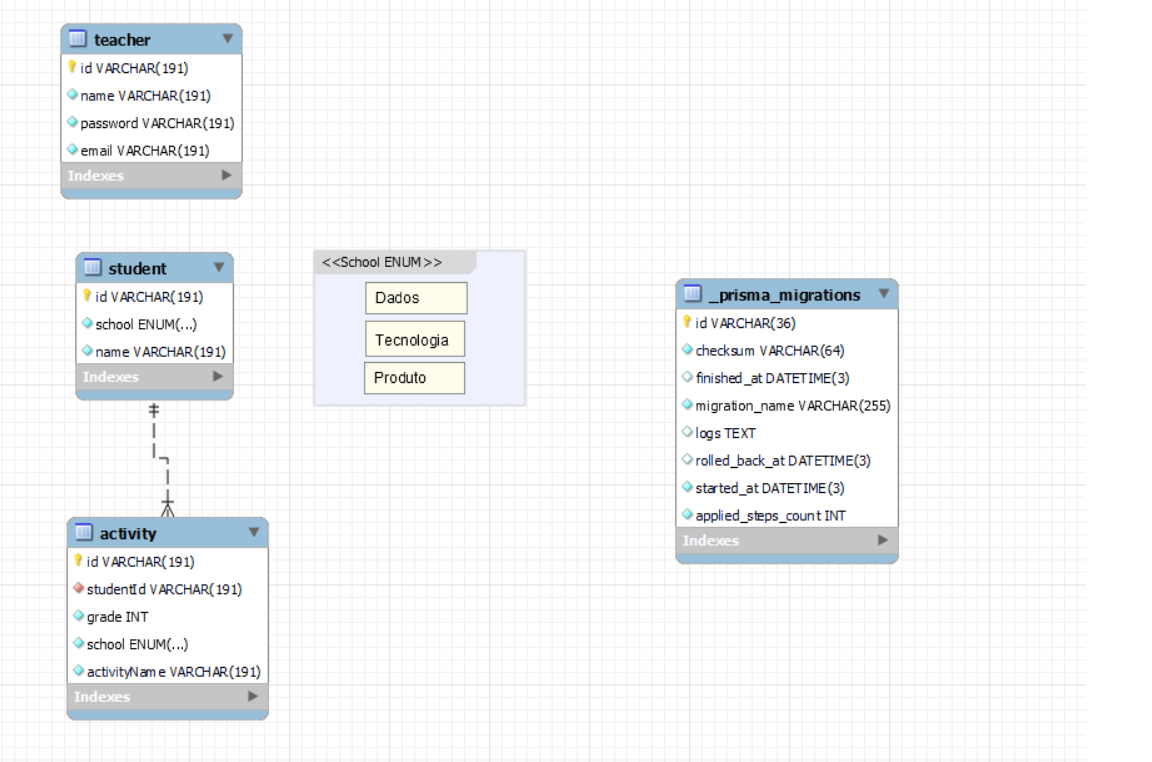 teacher
id VARCHAR(191)
name VARCHAR(191)
password VARCHAR(191)
email VARCHAR(191)
Indexes
student
id VARCHAR(191)
school ENUM(...)
name VARCHAR(191)
Indexes
<<School ENUM>>
Dados
Tecnologia
Produto
_prisma_migrations
id VARCHAR(36)
checksum VARCHAR(64)
finished_at DATETIME(3)
migration_name VARCHAR(255)
logs TEXT
rolled_back_at DATETIME(3)
started_at DATETIME(3)
applied_steps_count INT
Indexes
activity
id VARCHAR(191)
studentId VARCHAR(191)
grade INT
school ENUM(...)
activityName VARCHAR(191)
Indexes